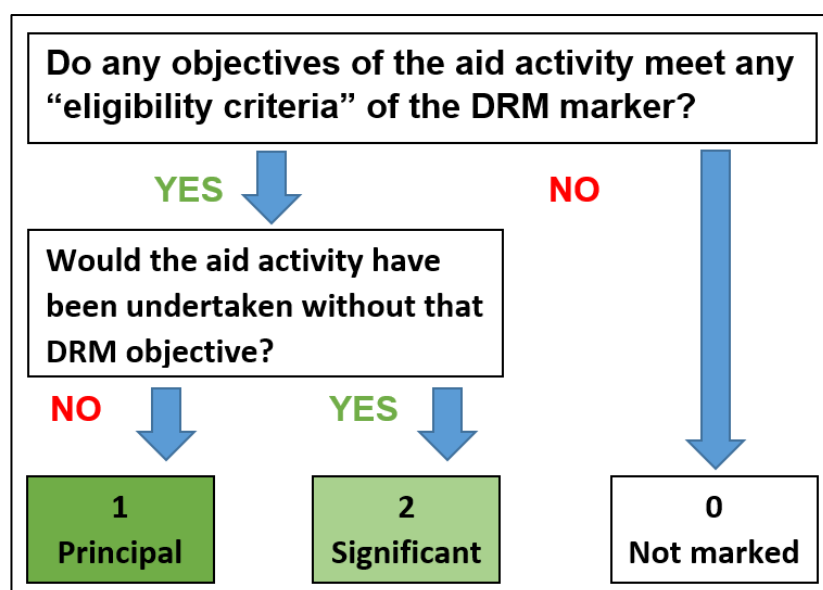 Do any objectives of the aid activity meet any
“eligibility criteria” of the DRM marker?
YES
NO
Would the aid activity have
been undertaken without that
DRM objective?
NO
YES
1
Principal
2
Significant
0
Not marked